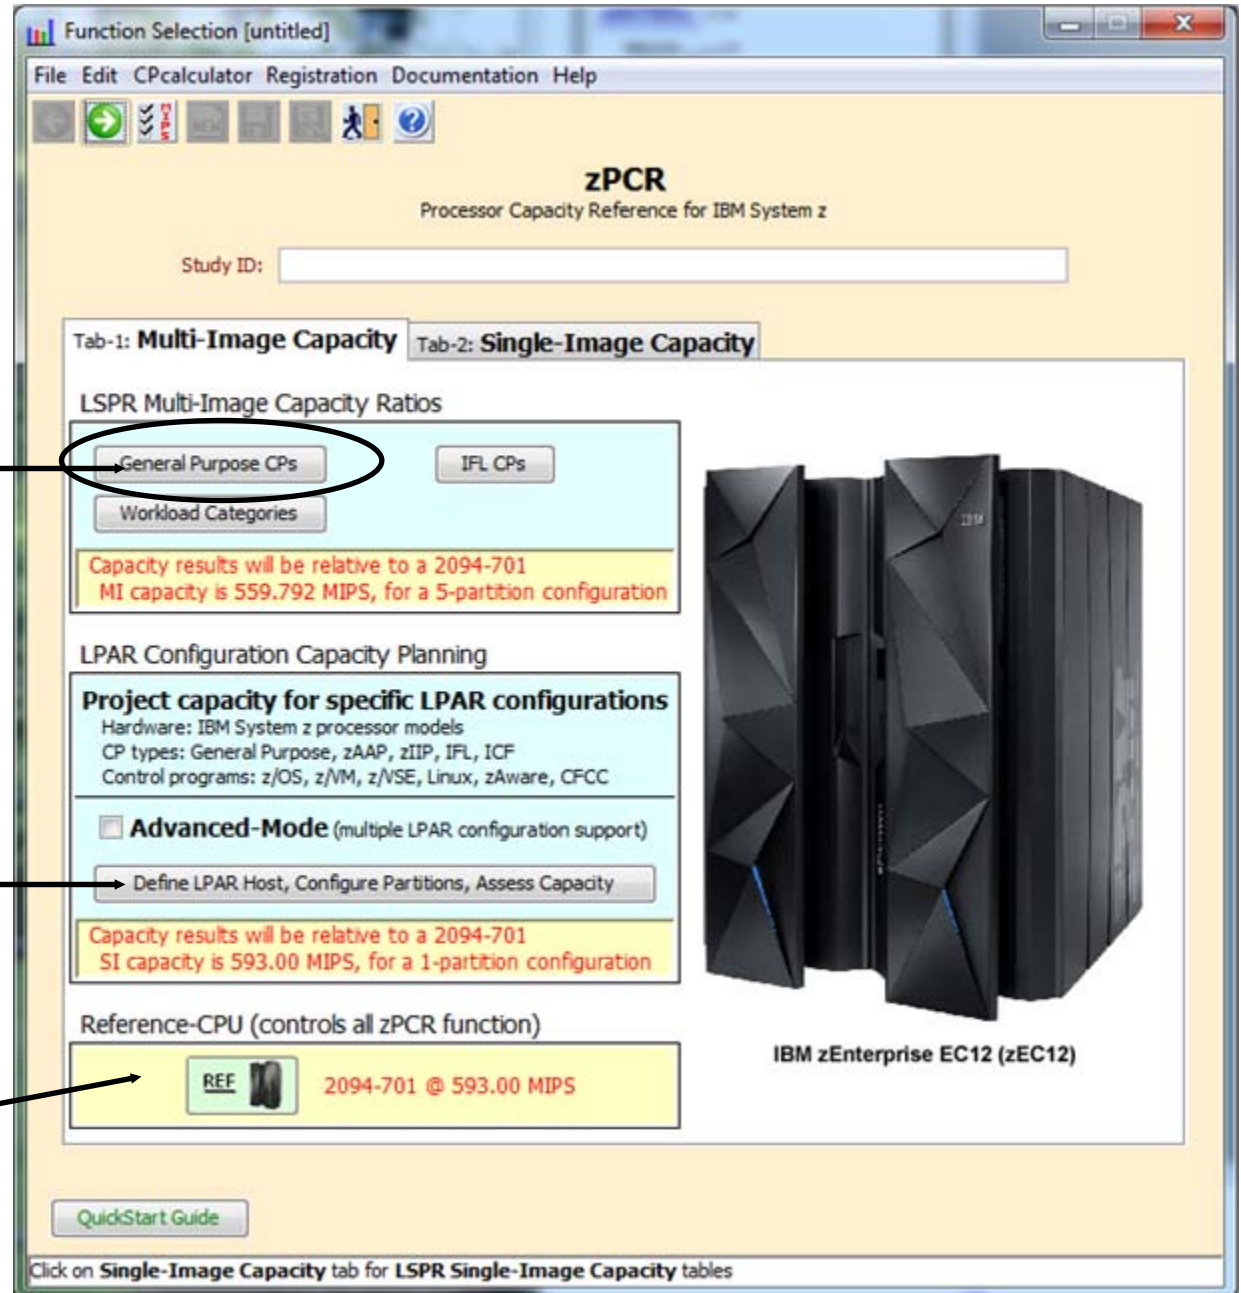 Function Selection [untitled]
File Edit CPcalculator Registration Documentation Help
MIPS
zPCR
Processor Capacity Reference for IBM System z
Study ID:
Tab-1: Multi-Image Capacity Tab-2: Single-Image Capacity
LSPR Multi-Image Capacity Ratios
General Purpose CPs IFL CPs
Workload Categories
Capacity results will be relative to a 2094-701
MI capacity is 559.792 MIPS, for a 5-partition configuration
LPAR Configuration Capacity Planning
Project capacity for specific LPAR configurations
Hardware: IBM System z processor models
CP types: General Purpose, zAAP, zIIP, IFL, ICF
Control programs: z/OS, z/VM, z/VSE, Linux, zAware, CFCC
Advanced-Mode (multiple LPAR configuration support)
Define LPAR Host, Configure Partitions, Assess Capacity
Capacity results will be relative to a 2094-701
SI capacity is 593.00 MIPS, for a 1-partition configuration
Reference-CPU (controls all zPCR function)
REF 2094-701 @ 593.00 MIPS
IBM
IBM zEnterprise EC12 (zEC12)
QuickStart Guide
Click on Single-Image Capacity tab for LSPR Single-Image Capacity tables